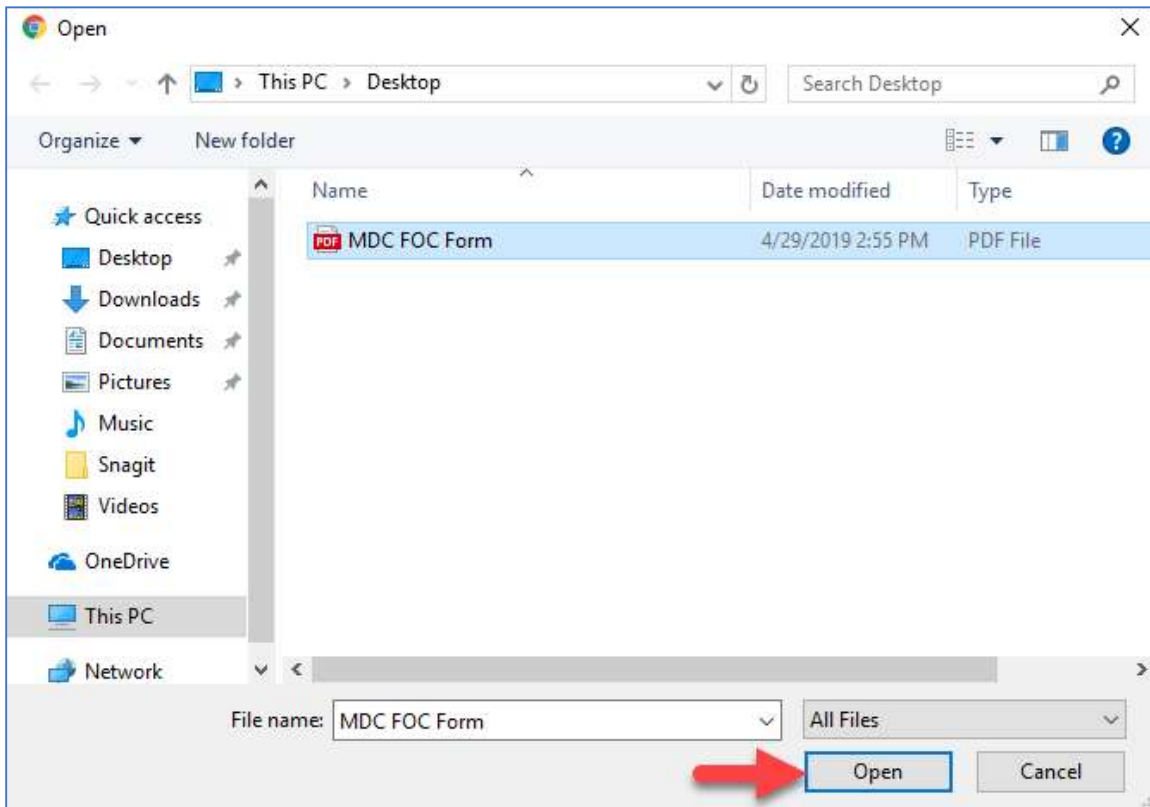 Open
This PC > Desktop
Search Desktop
Organize
New folder
Name
Date modified
Type
Quick access
Desktop
Downloads
Documents
Pictures
Music
Snagit
Videos
OneDrive
This PC
Network
PDF MDC FOC Form 4/29/2019 2:55 PM PDF File
File name: MDC FOC Form
All Files
Open
Cancel